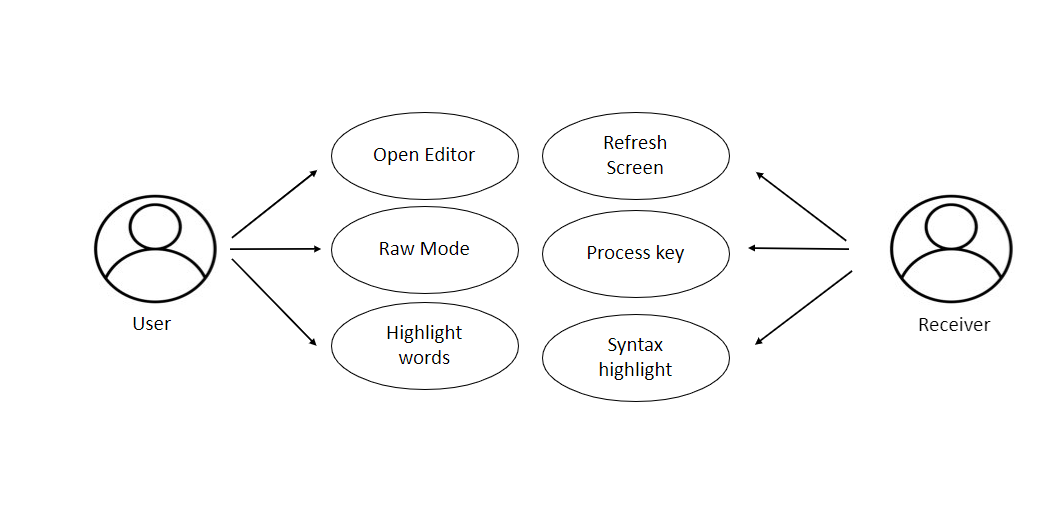 Open Editor
Refresh
Screen
Raw Mode
Process key
Highlight
words
Syntax
highlight
User
Receiver